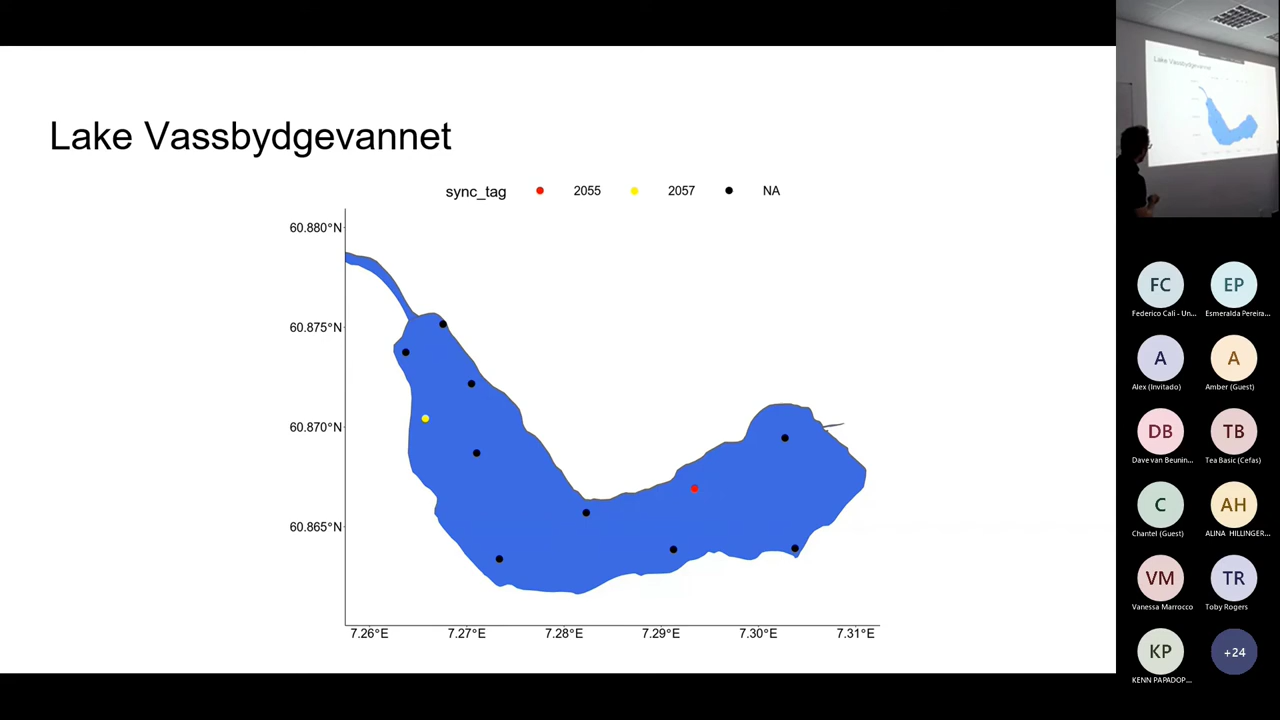 Lake Vassbydgevannet
sync_tag 2055 2057 NA
60.880°N
60.875°N
60.870°N
60.865°N
7.26°E 7.27°E 7.28°E 7.29°E 7.30°E 7.31°E
Lake Vassbydgevannet
FC EP
Federico Cali - Un... Esmeralda Pereira...
A A
Alex (Invitado) Amber (Guest)
DB TB
Dave van Beunin... Tea Basic (Cefas)
C AH
Chantel (Guest) ALINA HILLINGER...
VM TR
Vanessa Marrocco Toby Rogers
KP +24
KENN PAPADOP...